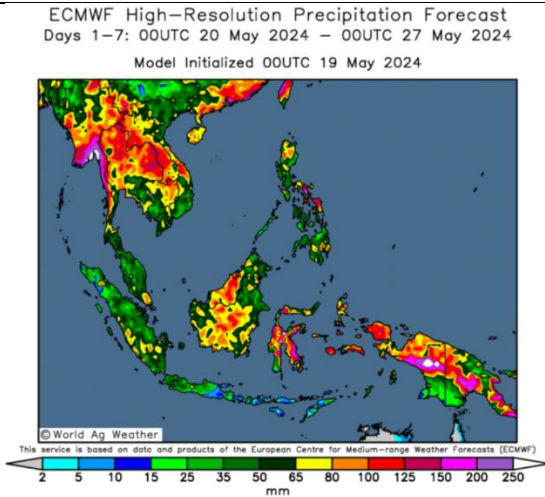 ECMWF High-Resolution Precipitation Forecast
Days 1-7: 00UTC 20 May 2024 - 00UTC 27 May 2024
Model Initialized 00UTC 19 May 2024
© World Ag Weather
This service is based on data and products of the European Centre for Medium-range Weather Forecasts (ECMWF)
2 5 10 15 25 35 50 65 80 100 125 150 200 250
mm